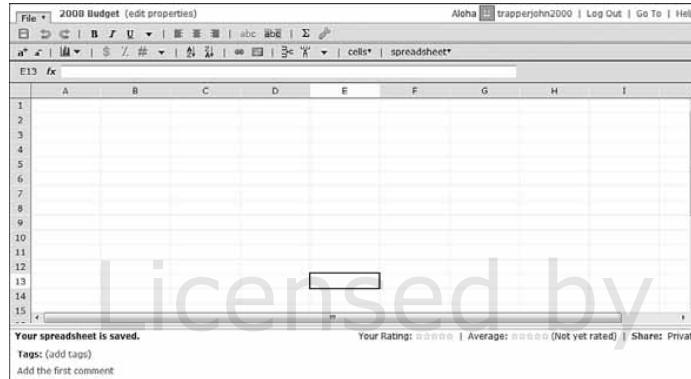 File 2008 Budget (edit properties) Aloha trapperjohn2000 | Log Out | Go To | Hel
B I U | abc abc | Σ
a a | $ % # | cells | spreadsheet
E13 fx
A B C D E F G H I
1
2
3
4
5
6
7
8
9
10
11
12
13
14
15
Licensed by
Your spreadsheet is saved. Your Rating: ☆☆☆☆☆ | Average: ☆☆☆☆☆ (Not yet rated) | Share: Privat
Tags: (add tags)
Add the first comment